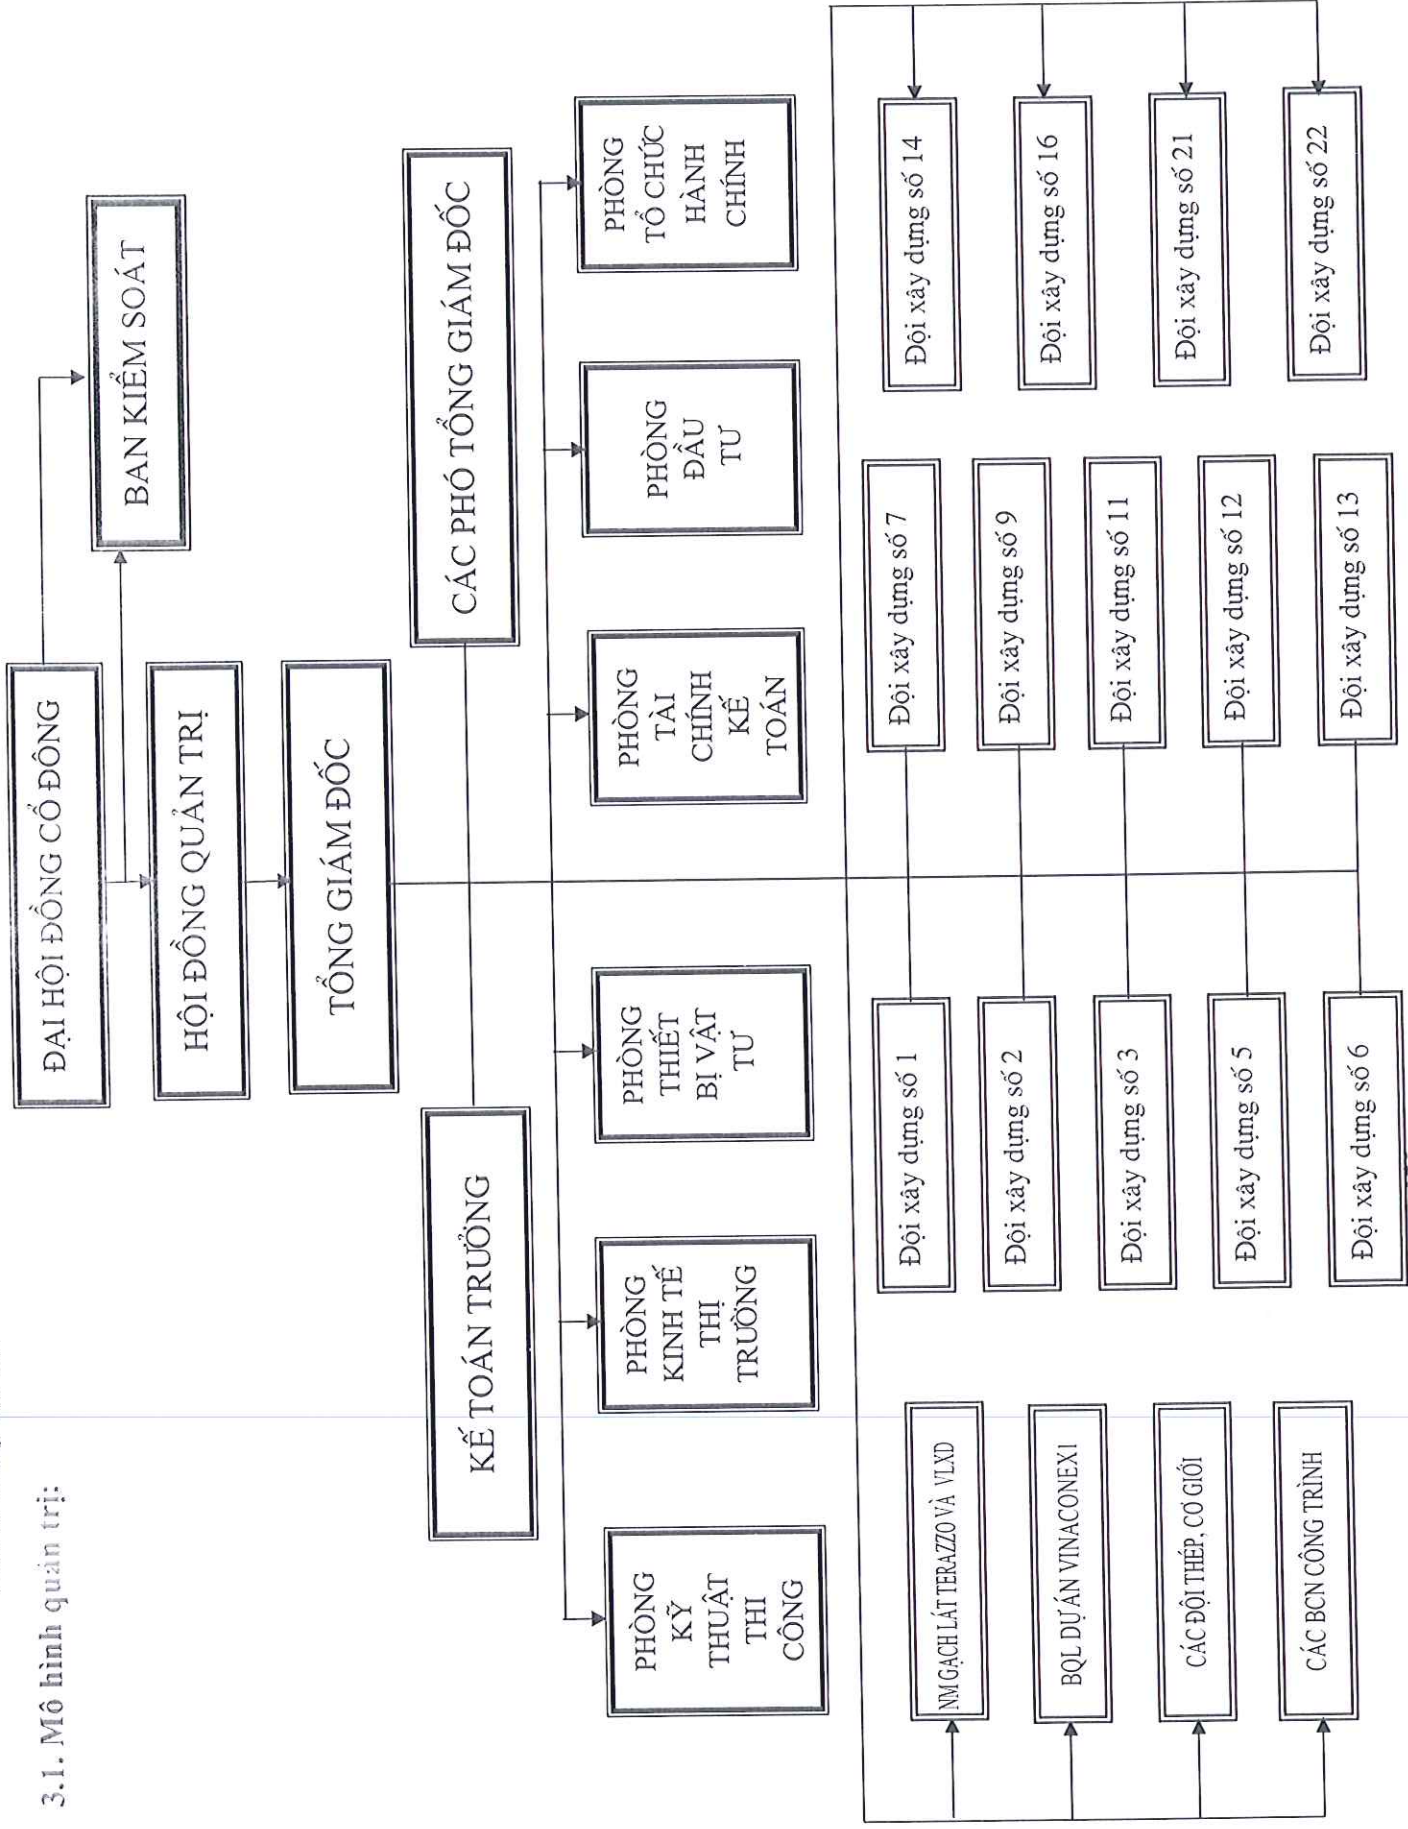 3.1. Mô hình quản trị:
ĐẠI HỘI ĐỒNG CỔ ĐÔNG
BAN KIỂM SOÁT
HỘI ĐỒNG QUẢN TRỊ
TỔNG GIÁM ĐỐC
KẾ TOÁN TRƯỞNG
CÁC PHÓ TỔNG GIÁM ĐỐC
PHÒNG
KỸ
THUẬT
THI
CÔNG
PHÒNG
KINH TẾ
THỊ
TRƯỜNG
PHÒNG
THIẾT
BỊ VẬT
TƯ
PHÒNG
TÀI
CHÍNH
KẾ
TOÁN
PHÒNG
ĐẦU
TƯ
PHÒNG
TỔ CHỨC
HÀNH
CHÍNH
NM GẠCH LÁT TERAZZO VÀ VLXD
BQL DỰ ÁN VINACONEX1
CÁC ĐỘI THÉP, CƠ GIỚI
CÁC BCN CÔNG TRÌNH
Đội xây dựng số 1
Đội xây dựng số 2
Đội xây dựng số 3
Đội xây dựng số 5
Đội xây dựng số 6
Đội xây dựng số 7
Đội xây dựng số 9
Đội xây dựng số 11
Đội xây dựng số 12
Đội xây dựng số 13
Đội xây dựng số 14
Đội xây dựng số 16
Đội xây dựng số 21
Đội xây dựng số 22